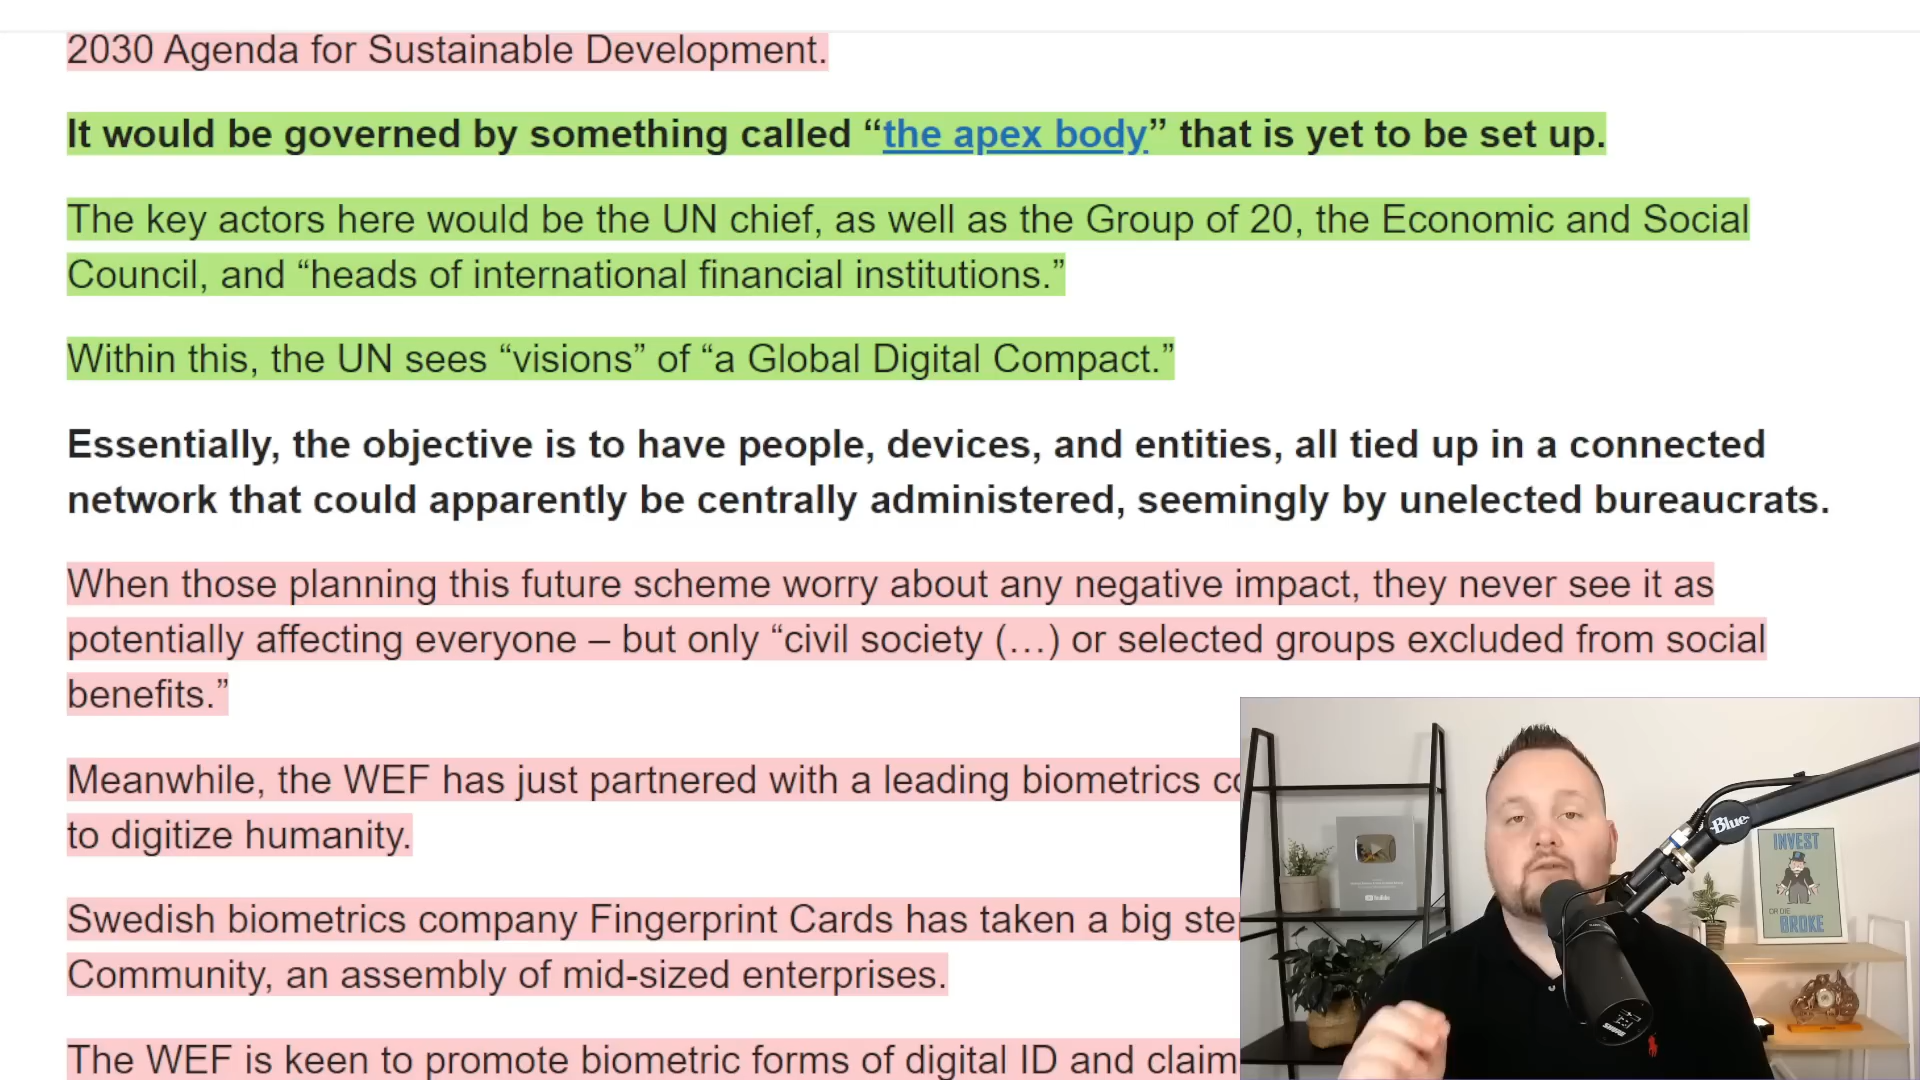 2030 Agenda for Sustainable Development.
It would be governed by something called “the apex body” that is yet to be set up.
The key actors here would be the UN chief, as well as the Group of 20, the Economic and Social
Council, and “heads of international financial institutions.”
Within this, the UN sees “visions” of “a Global Digital Compact.”
Essentially, the objective is to have people, devices, and entities, all tied up in a connected
network that could apparently be centrally administered, seemingly by unelected bureaucrats.
When those planning this future scheme worry about any negative impact, they never see it as
potentially affecting everyone – but only “civil society (…) or selected groups excluded from social
benefits.”
Meanwhile, the WEF has just partnered with a leading biometrics
to digitize humanity.
Swedish biometrics company Fingerprint Cards has taken a big
Community, an assembly of mid-sized enterprises.
The WEF is keen to promote biometric forms of digital ID and claim
Blue
INVEST
OR DIE
BROKE
YouTube